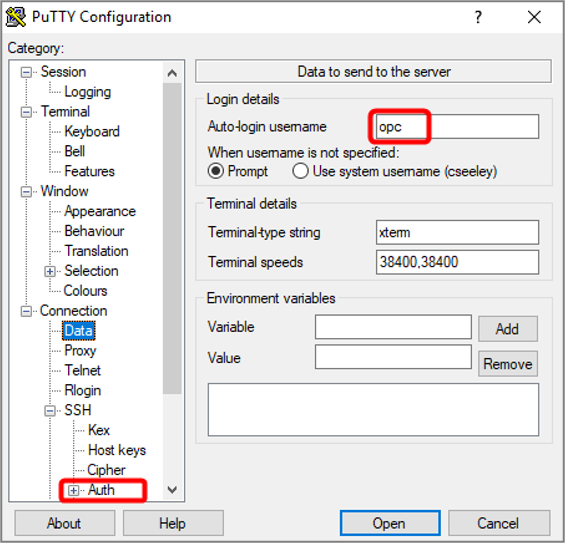 PuTTY Configuration ? ×
Category:
Session
Logging
Terminal
Keyboard
Bell
Features
Window
Appearance
Behaviour
Translation
Selection
Colours
Connection
Data
Proxy
Telnet
Rlogin
SSH
Kex
Host keys
Cipher
Auth
Data to send to the server
Login details
Auto-login username opc
When username is not specified:
Prompt Use system username (cseeley)
Terminal details
Terminal-type string xterm
Terminal speeds 38400,38400
Environment variables
Variable Add
Value Remove
About Help Open Cancel